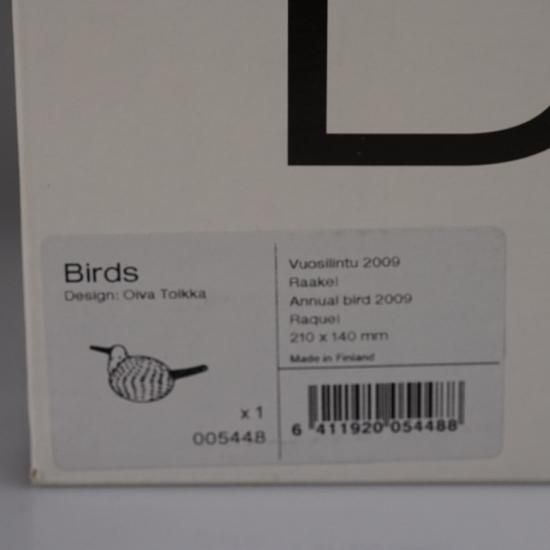 Birds
Design: Oiva Toikka
x 1
005448
Vuosilintu 2009
Raakel
Annual bird 2009
Raquel
210 x 140 mm
Made in Finland
6 411920 054488